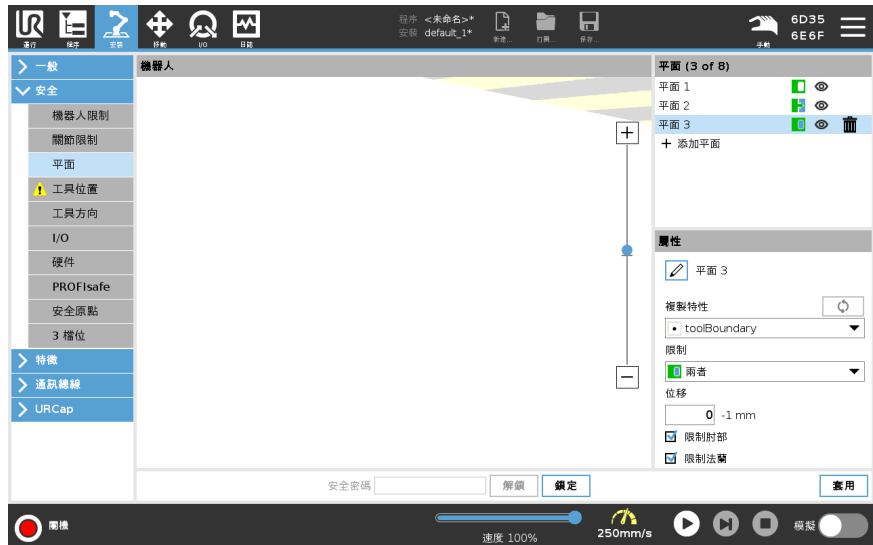 程序 <未命名>*
安裝 default_1*
6D35
6E6F
運行
程序
安裝
移動
I/O
日誌
新建...
打開...
保存...
手動
一般
安全
機器人限制
關節限制
平面
工具位置
工具方向
I/O
硬件
PROFIsafe
安全原點
3 檔位
特徵
通訊總線
URCap
機器人
平面 (3 of 8)
平面 1
平面 2
平面 3
添加平面
屬性
平面 3
複製特性
toolBoundary
限制
兩者
位移
0 -1 mm
限制肘部
限制法蘭
安全密碼
解鎖
鎖定
套用
關機
速度 100%
250mm/s
模擬